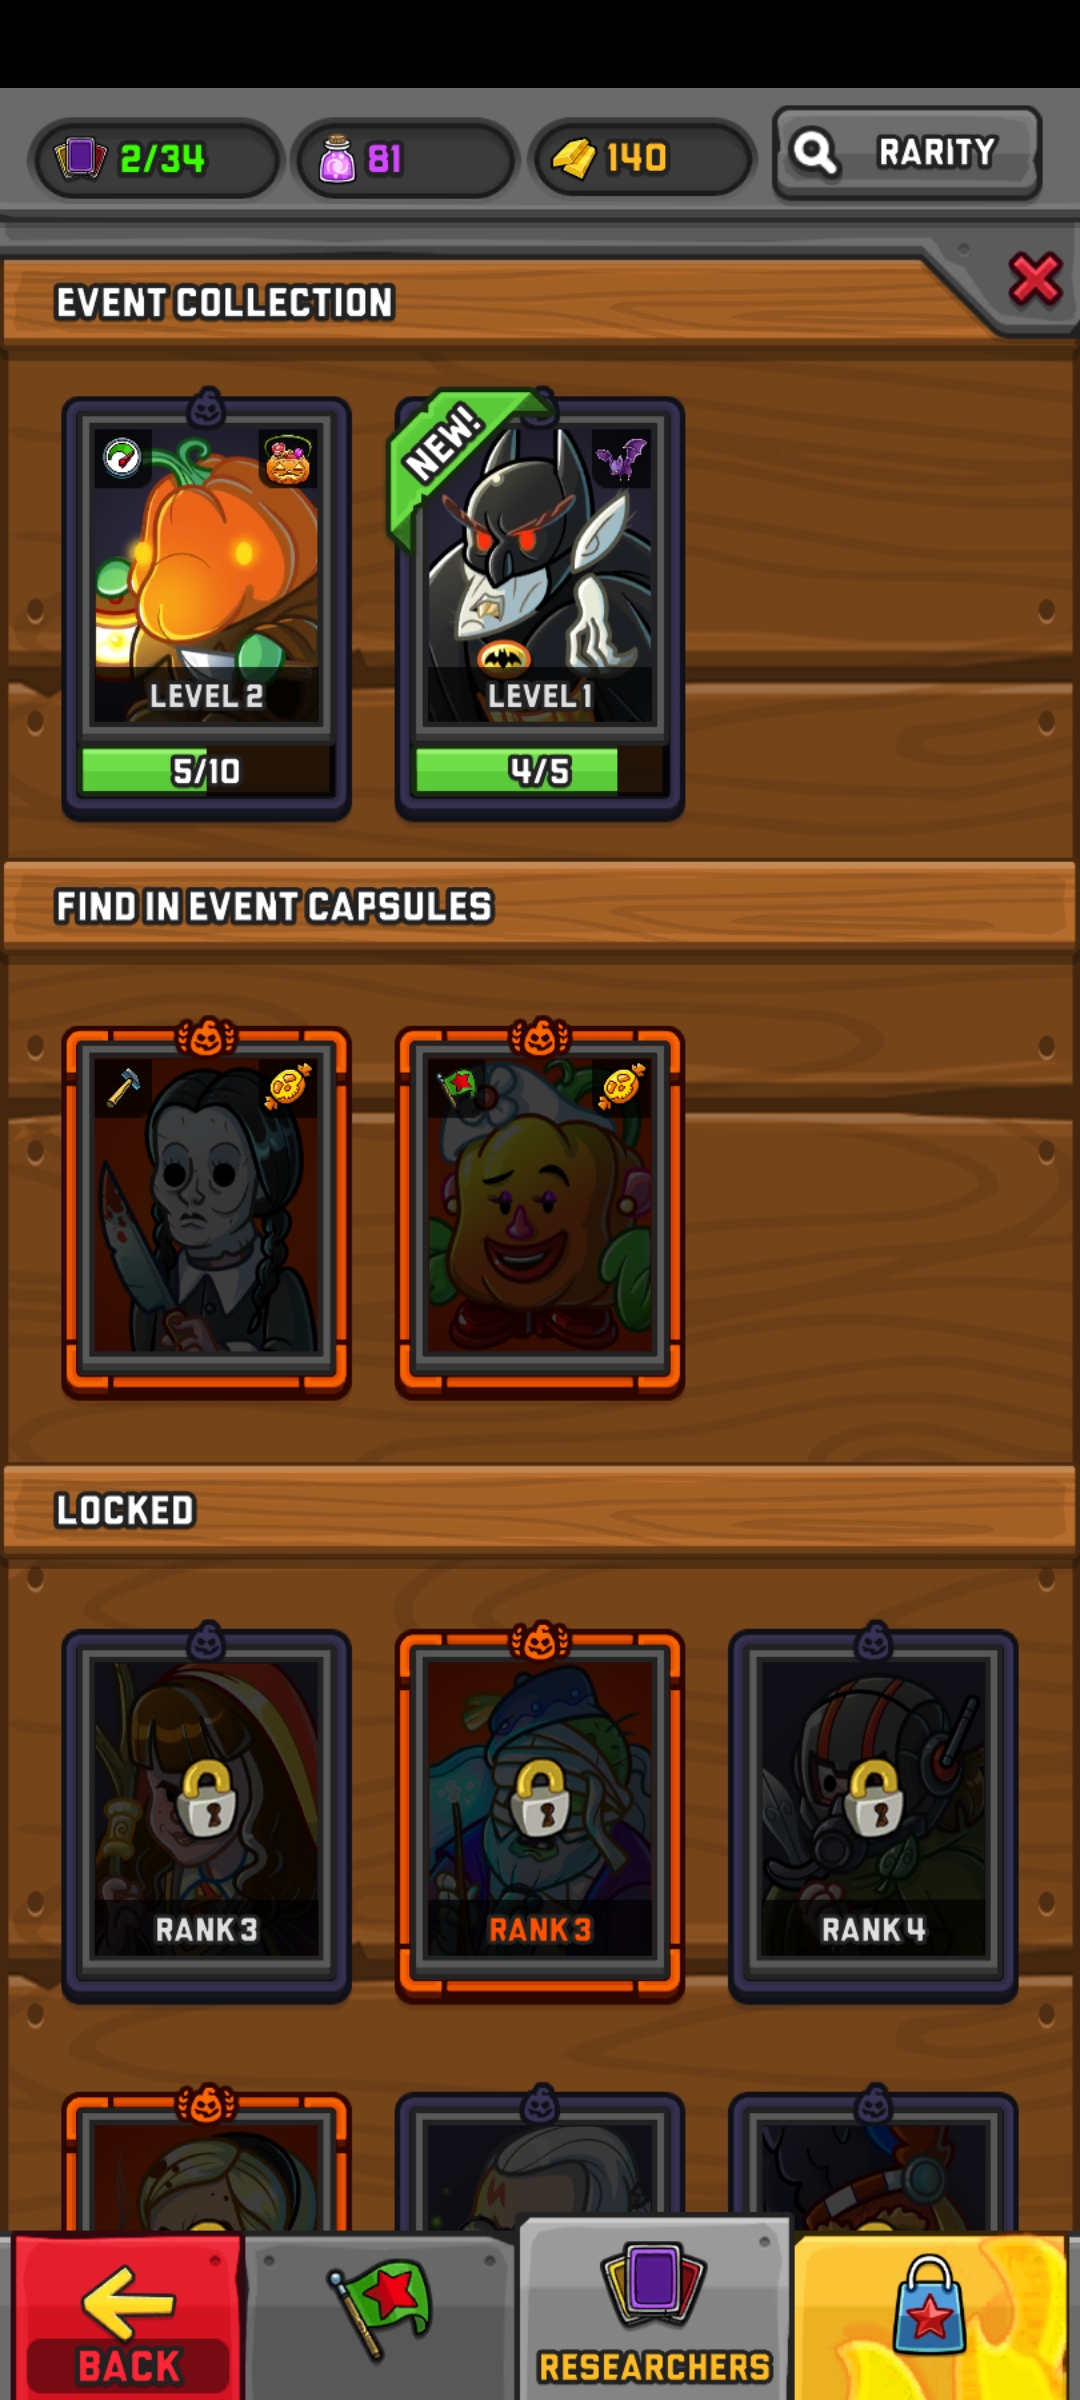 2/34
81
140
RARITY
EVENT COLLECTION
NEW!
LEVEL 2
LEVEL 1
5/10
4/5
FIND IN EVENT CAPSULES
LOCKED
RANK 3
RANK 3
RANK 4
BACK
RESEARCHERS